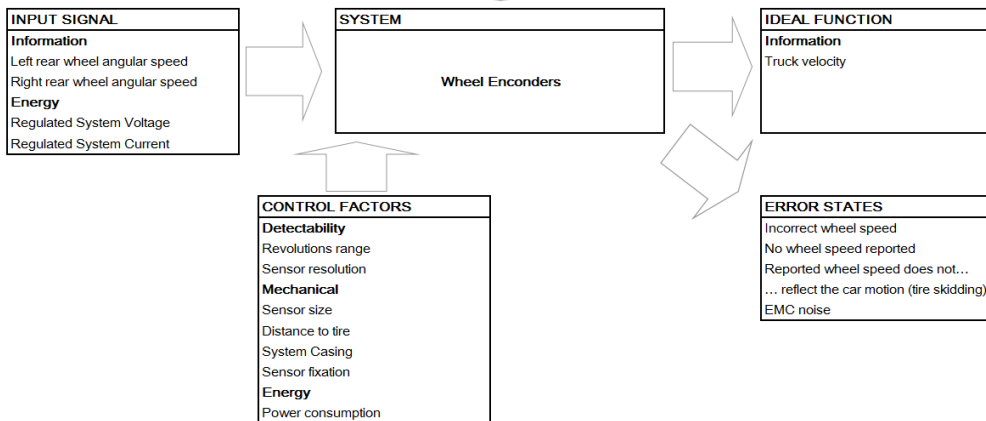 INPUT SIGNAL
Information
Left rear wheel angular speed
Right rear wheel angular speed
Energy
Regulated System Voltage
Regulated System Current
SYSTEM
Wheel Enconders
IDEAL FUNCTION
Information
Truck velocity
CONTROL FACTORS
Detectability
Revolutions range
Sensor resolution
Mechanical
Sensor size
Distance to tire
System Casing
Sensor fixation
Energy
Power consumption
ERROR STATES
Incorrect wheel speed
No wheel speed reported
Reported wheel speed does not…
… reflect the car motion (tire skidding)
EMC noise